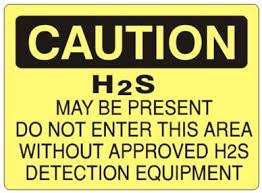 CAUTION
H2S
MAY BE PRESENT
DO NOT ENTER THIS AREA
WITHOUT APPROVED H2S
DETECTION EQUIPMENT